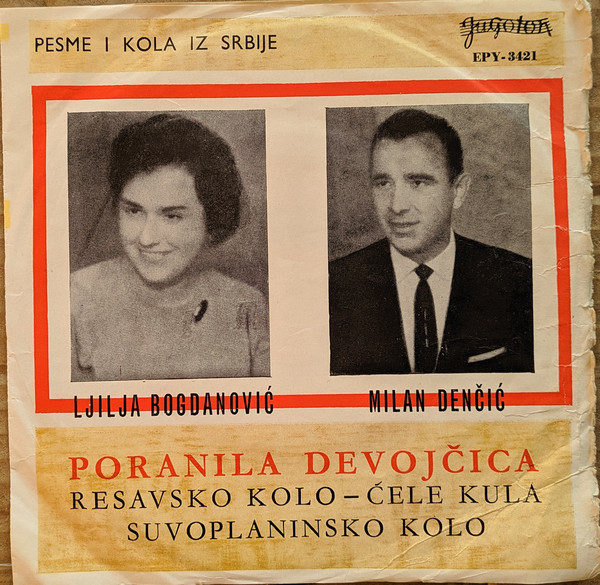 PESME I KOLA IZ SRBIJE
Jugoton
EPY-3421
LJILJA BOGDANOVIĆ
MILAN DENČIĆ
PORANILA DEVOJČICA
RESAVSKO KOLO – ĆELE KULA
SUVOPLANINSKO KOLO